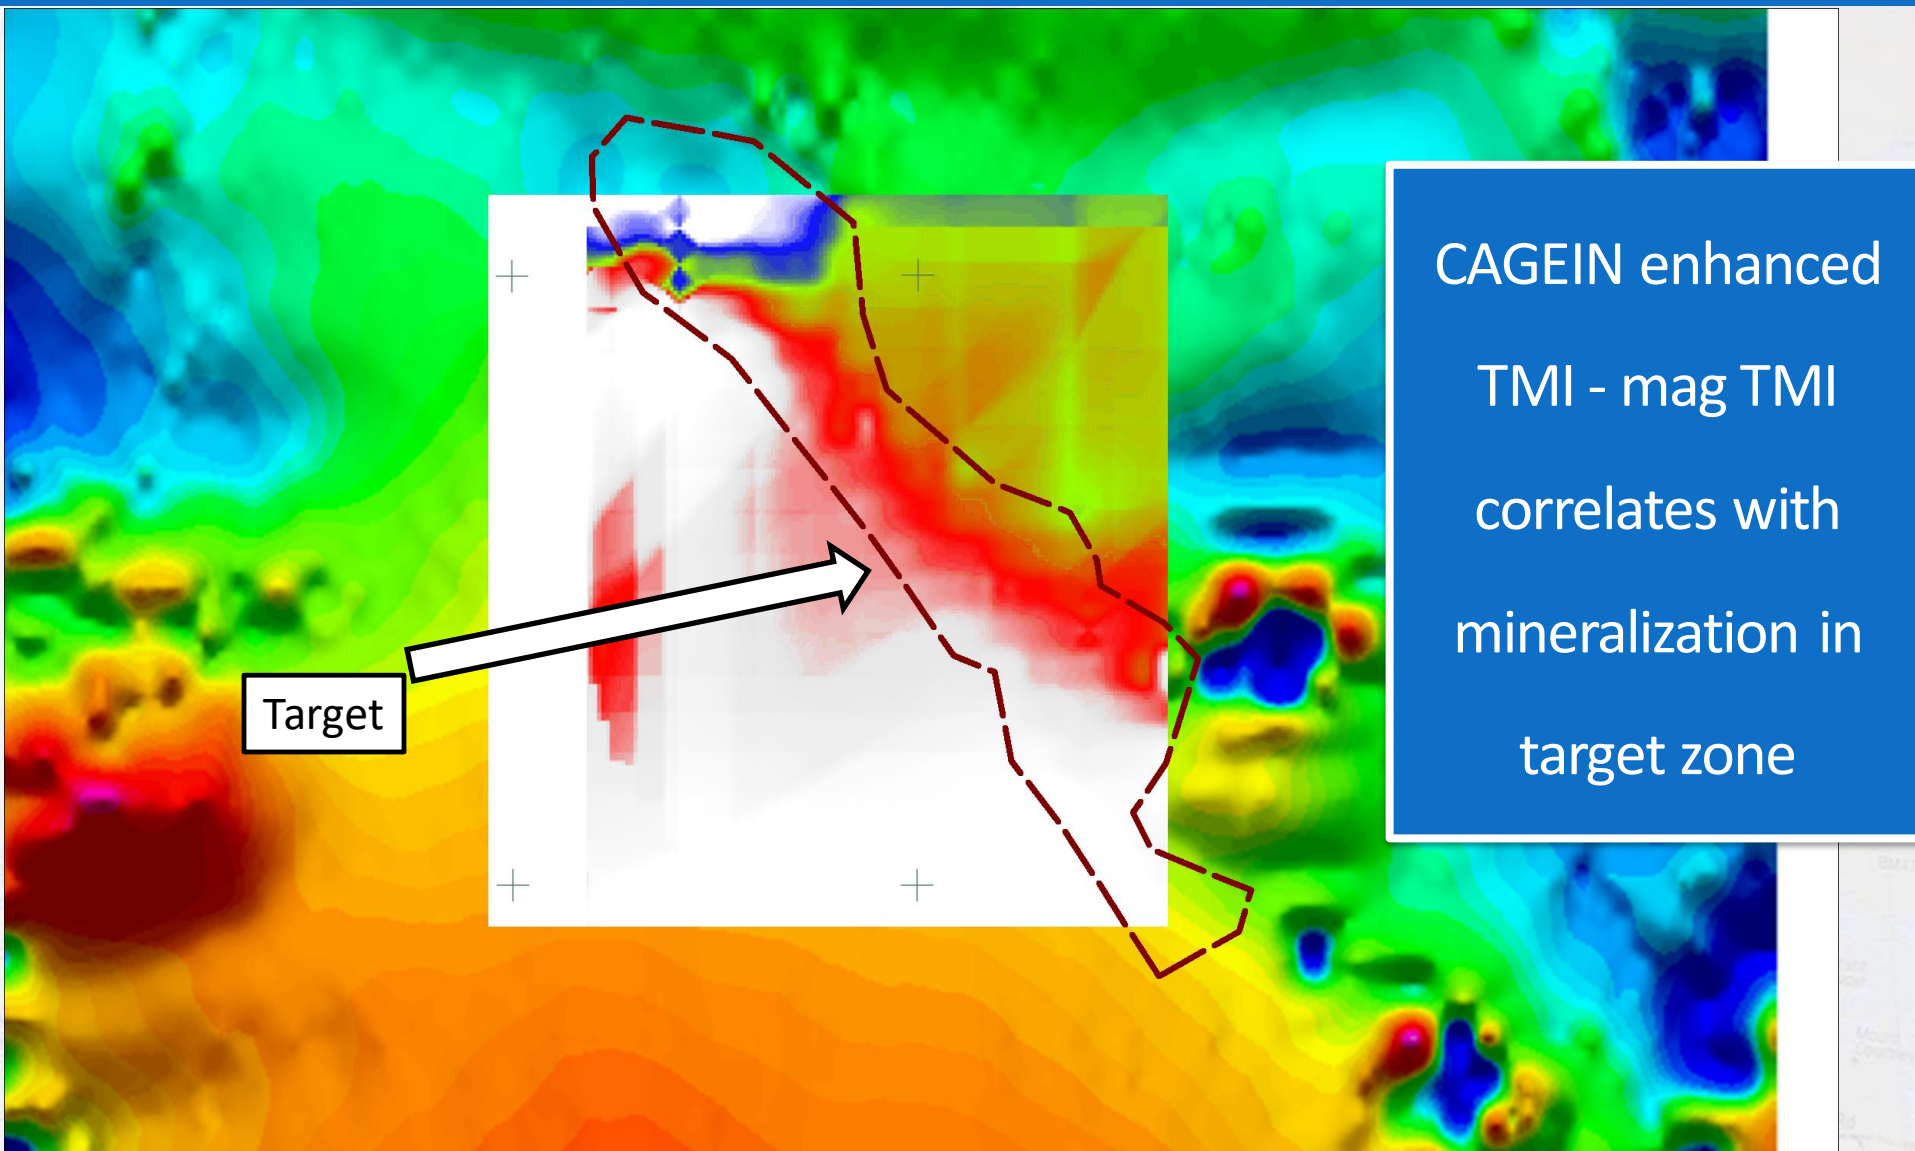 CAGEIN enhanced
TMI - mag TMI
correlates with
mineralization in
target zone
Target